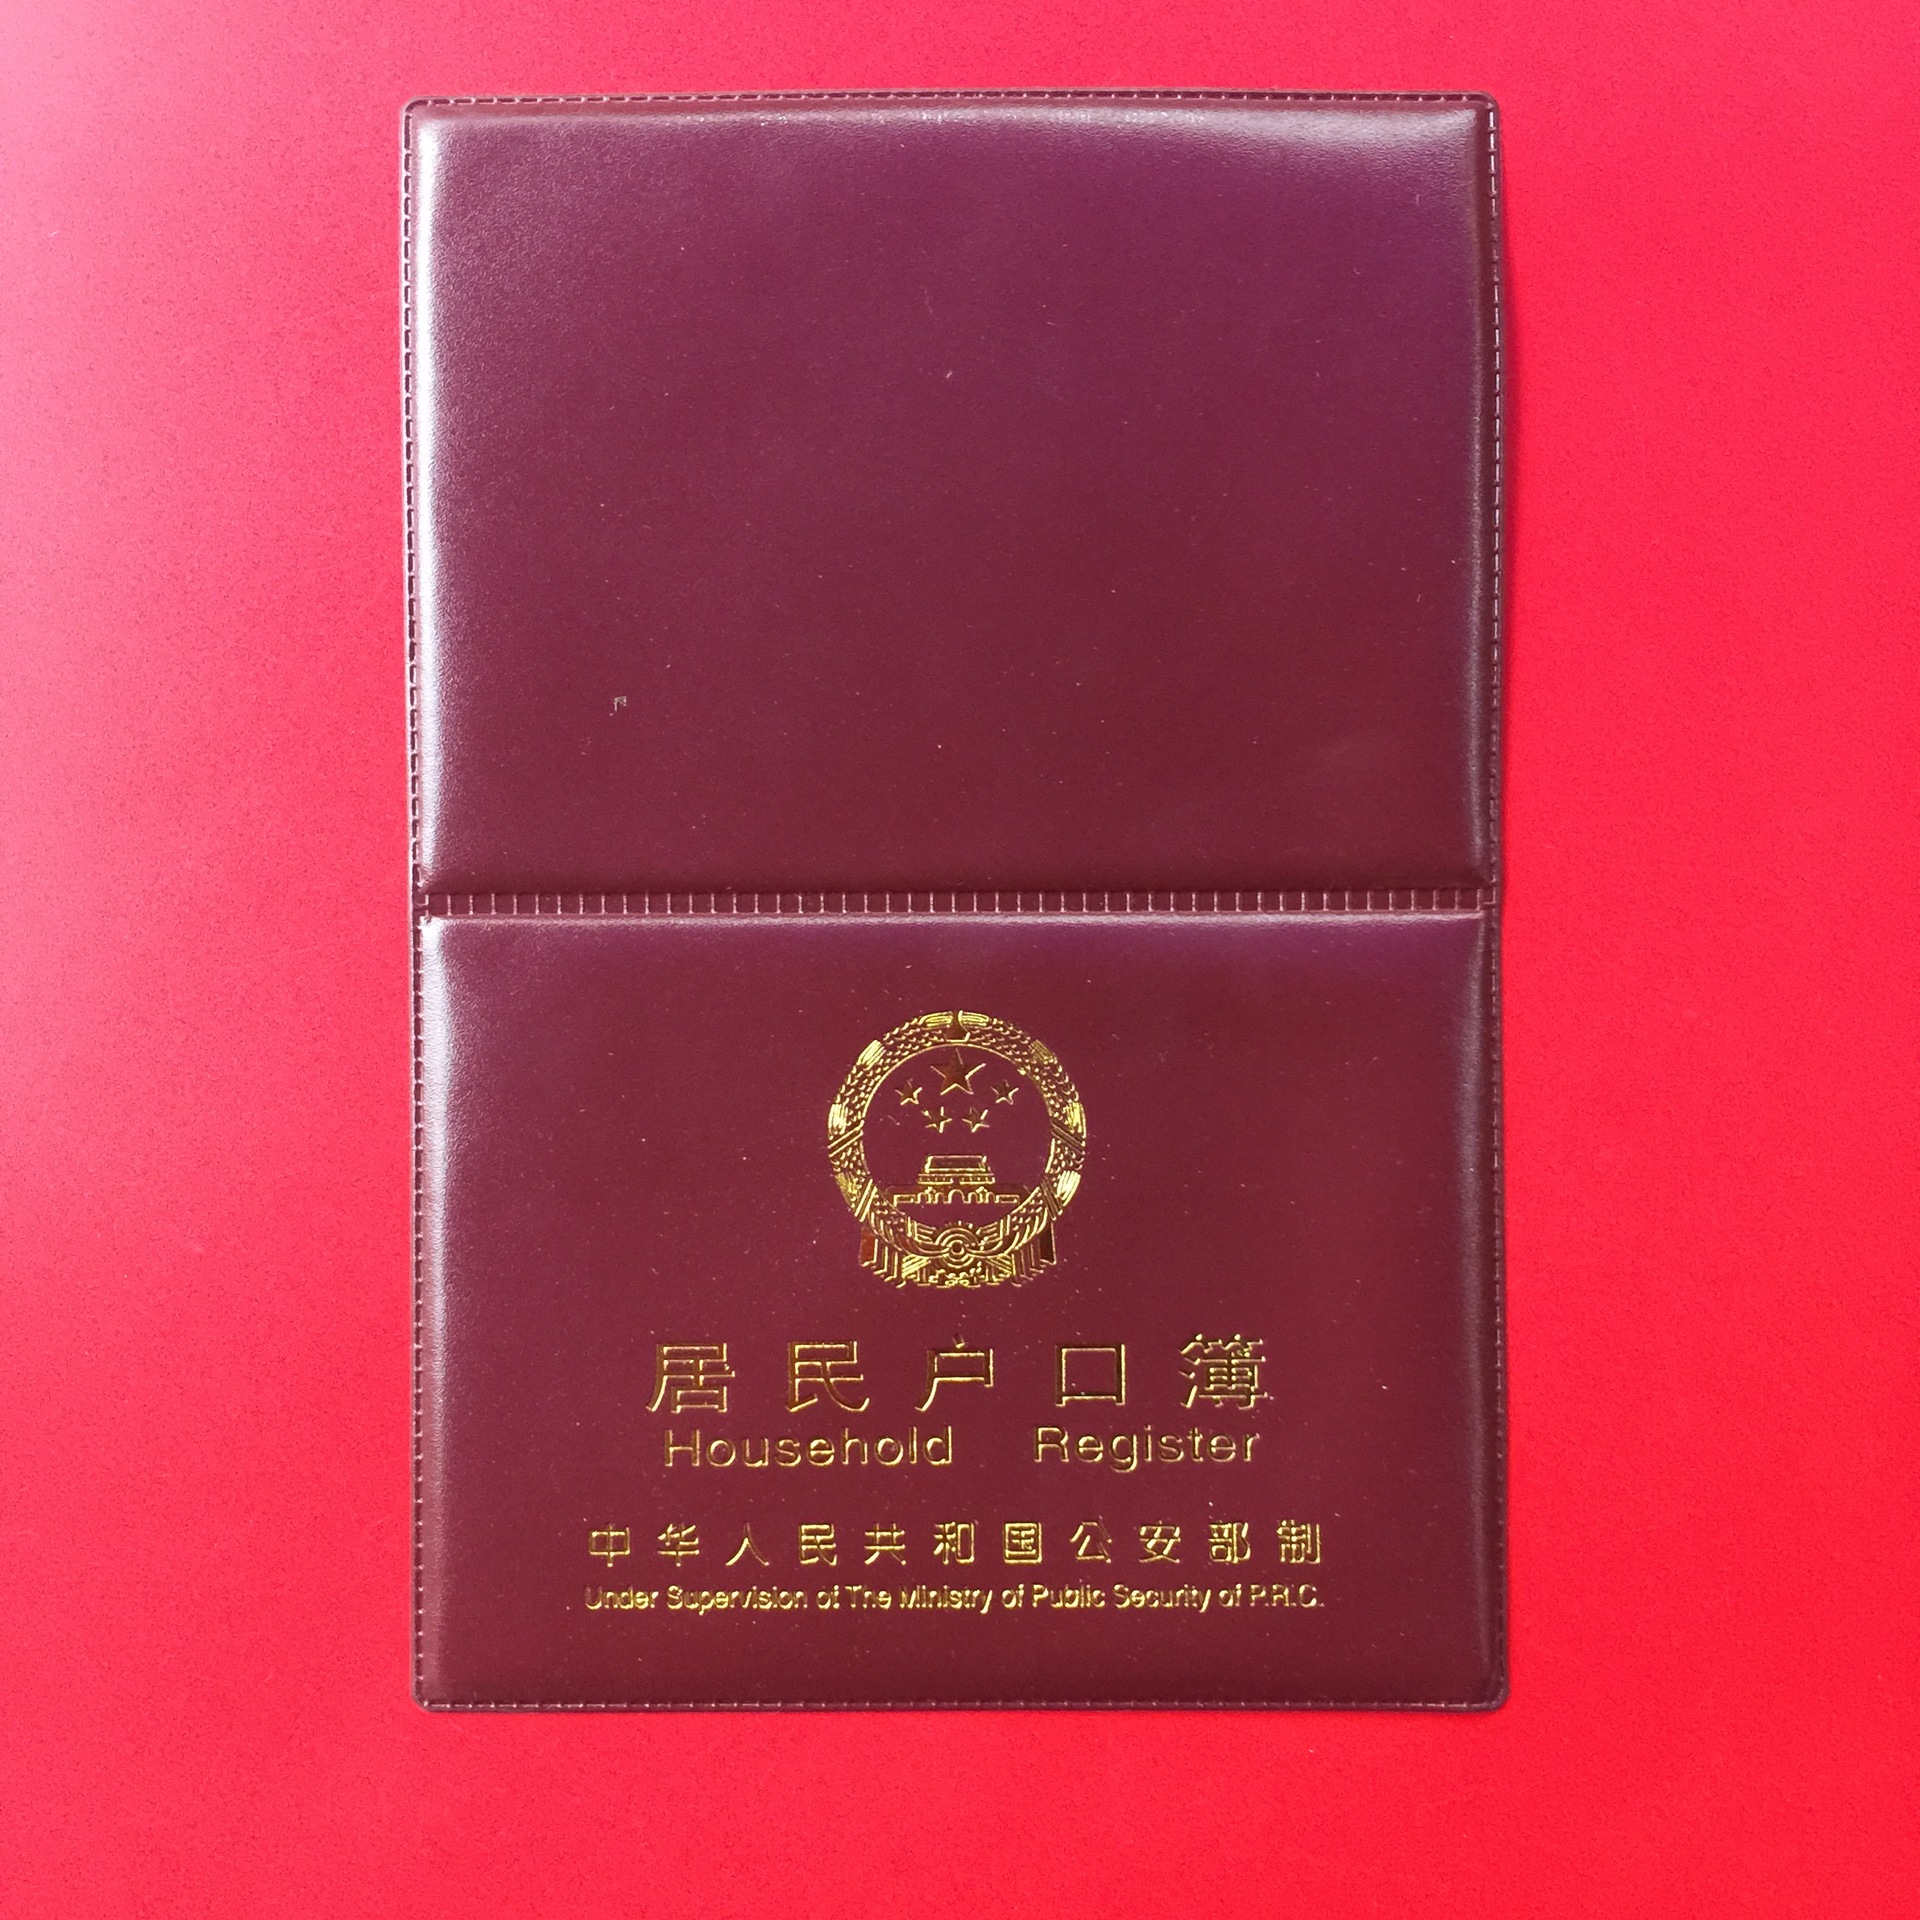 居民户口簿
Household Register
中华人民共和国公安部制
Under Supervision of The Ministry of Public Security of P.R.C.